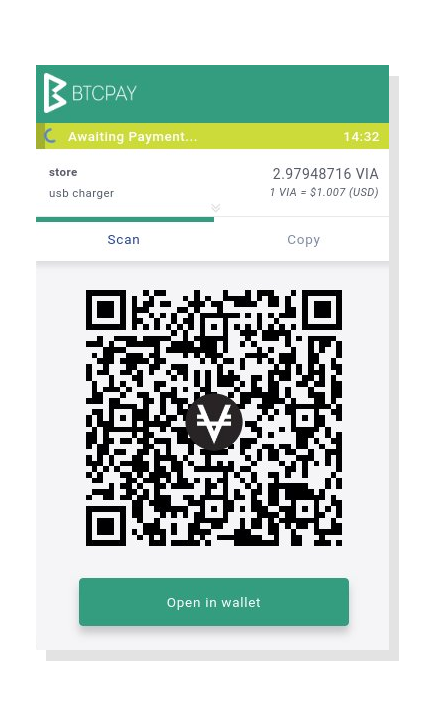 BTCPAY
Awaiting Payment... 14:32
store 2.97948716 VIA
usb charger 1 VIA = $1.007 (USD)
Scan Copy
Open in wallet